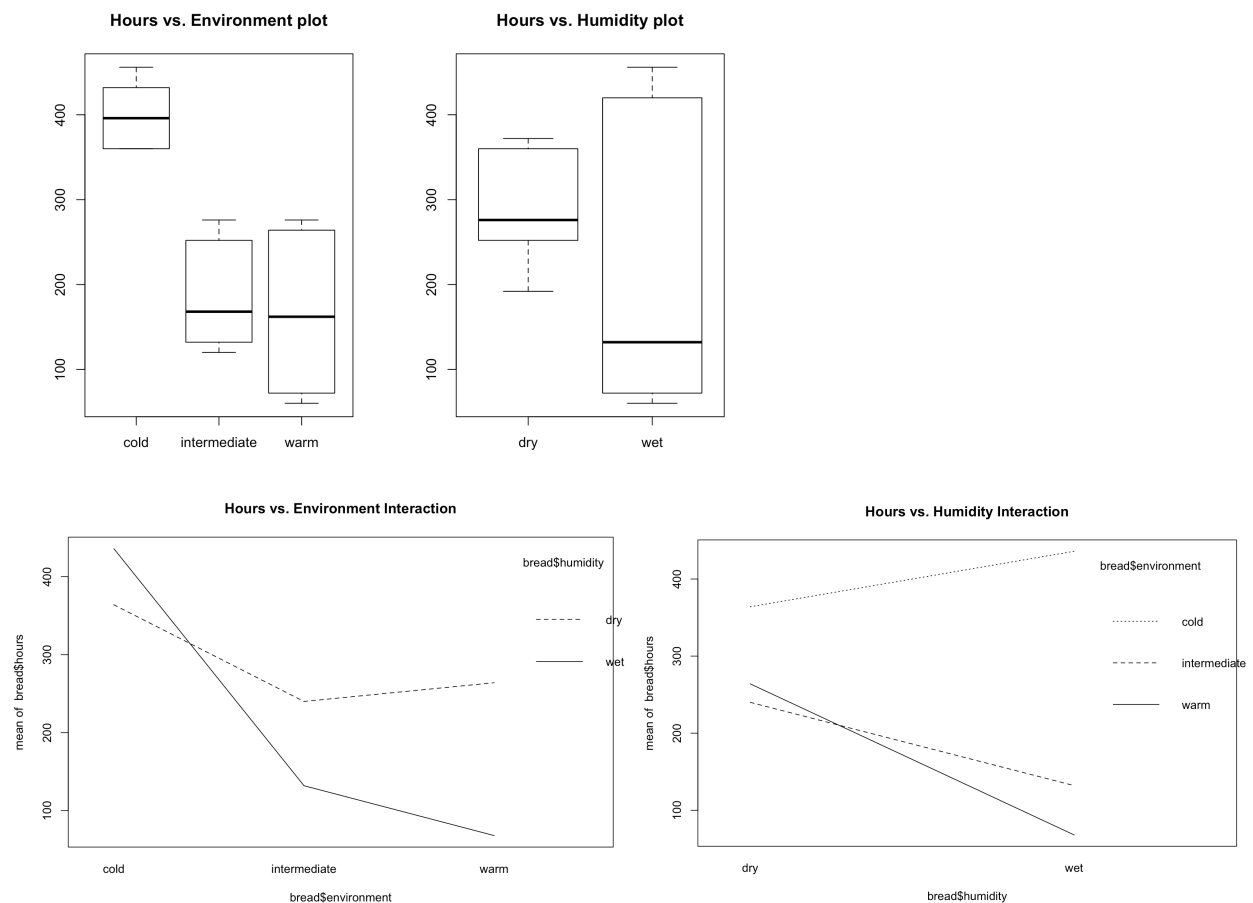 Hours vs. Environment plot
400
300
200
100
cold intermediate warm
Hours vs. Humidity plot
400
300
200
100
dry wet
Hours vs. Environment Interaction
mean of bread$hours
400
300
200
100
bread$humidity
dry
wet
cold intermediate warm
bread$environment
Hours vs. Humidity Interaction
mean of bread$hours
400
300
200
100
bread$environment
cold
intermediate
warm
dry wet
bread$humidity